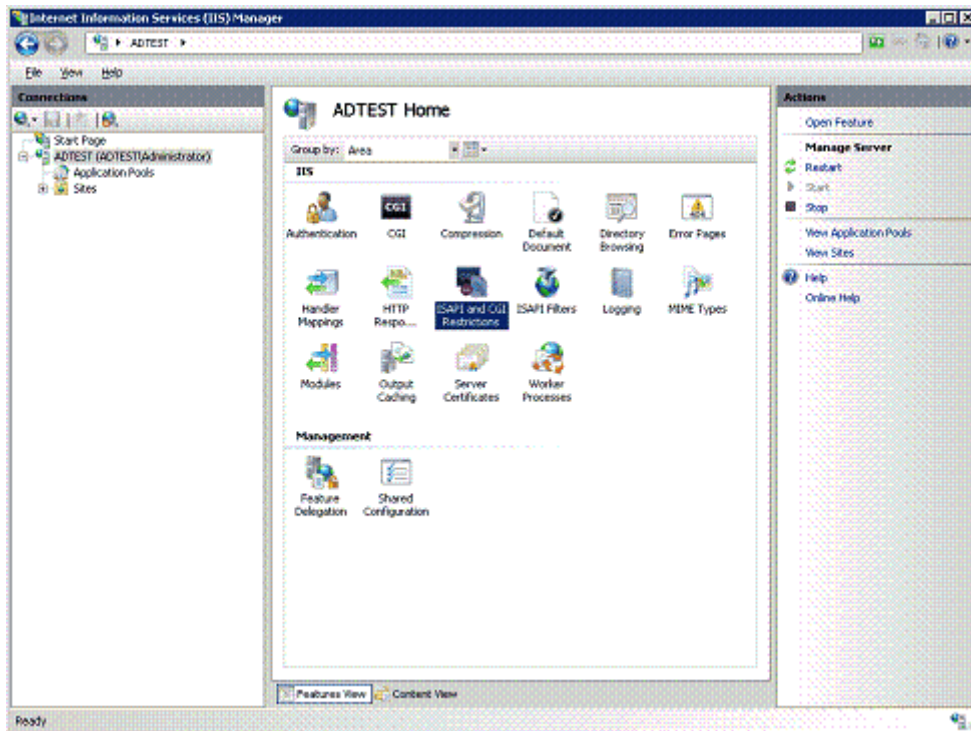 Internet Information Services (IIS) Manager
ADTEST
File View Help
Connections
Start Page
ADTEST (ADTEST\Administrator)
Application Pools
Sites
ADTEST Home
Group by: Area
IIS
Authentication
CGI
CGI
Compression
Default Document
Directory Browsing
Error Pages
Handler Mappings
HTTP Respo...
ISAPI and CGI Restrictions
ISAPI Filters
Logging
MIME Types
Modules
Output Caching
Server Certificates
Worker Processes
Management
Feature Delegation
Shared Configuration
Features View
Content View
Actions
Open Feature
Manage Server
Restart
Start
Stop
View Application Pools
View Sites
Help
Online Help
Ready